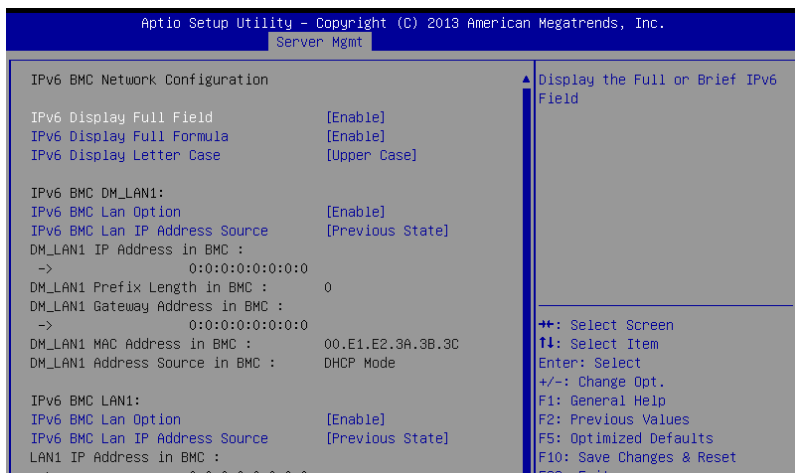 Aptio Setup Utility – Copyright (C) 2013 American Megatrends, Inc.
Server Mgmt
IPv6 BMC Network Configuration
IPv6 Display Full Field [Enable]
IPv6 Display Full Formula [Enable]
IPv6 Display Letter Case [Upper Case]
IPv6 BMC DM_LAN1:
IPv6 BMC Lan Option [Enable]
IPv6 BMC Lan IP Address Source [Previous State]
DM_LAN1 IP Address in BMC :
-> 0:0:0:0:0:0:0:0
DM_LAN1 Prefix Length in BMC : 0
DM_LAN1 Gateway Address in BMC :
-> 0:0:0:0:0:0:0:0
DM_LAN1 MAC Address in BMC : 00.E1.E2.3A.3B.3C
DM_LAN1 Address Source in BMC : DHCP Mode
IPv6 BMC LAN1:
IPv6 BMC Lan Option [Enable]
IPv6 BMC Lan IP Address Source [Previous State]
LAN1 IP Address in BMC :
Display the Full or Brief IPv6
Field
→←: Select Screen
↑↓: Select Item
Enter: Select
+/-: Change Opt.
F1: General Help
F2: Previous Values
F5: Optimized Defaults
F10: Save Changes & Reset